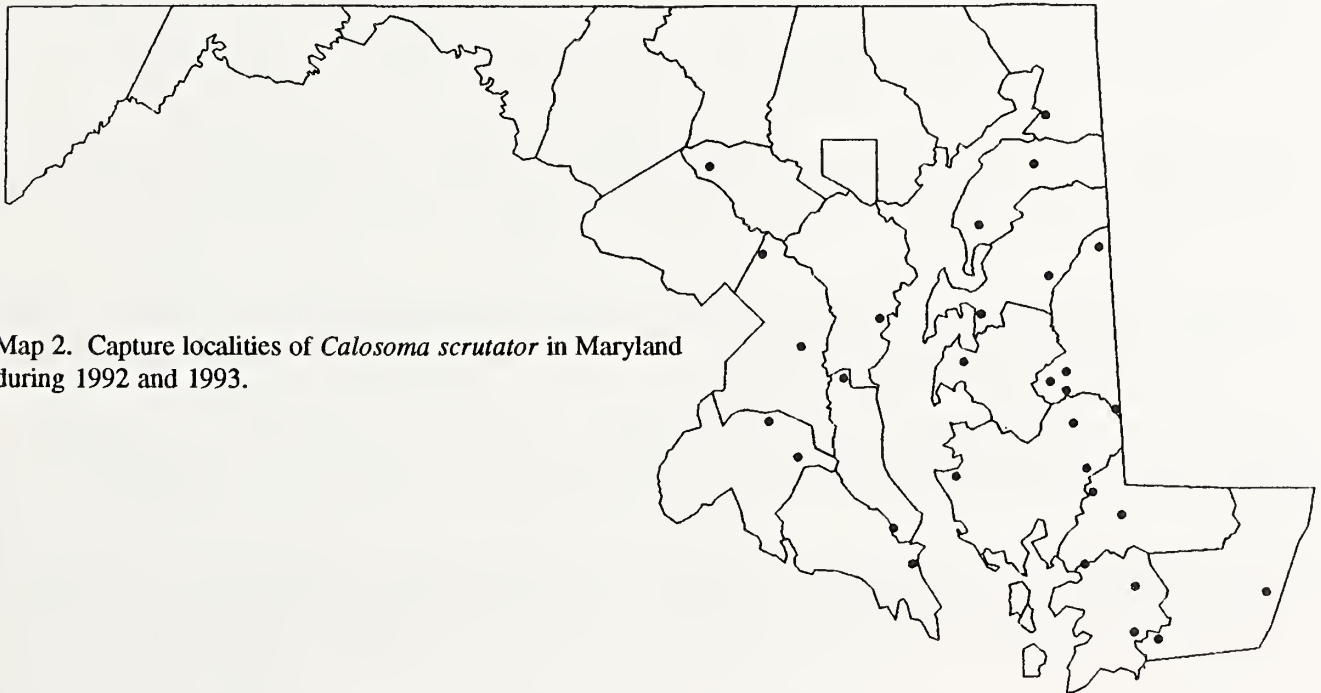 Map 2. Capture localities of Calosoma scrutator in Maryland
during 1992 and 1993.